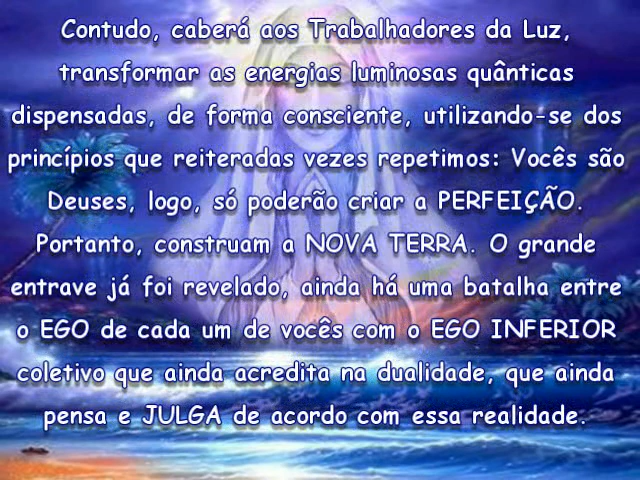 Contudo, caberá aos Trabalhadores da Luz,
transformar as energias luminosas quânticas
dispensadas, de forma consciente, utilizando-se dos
princípios que reiteradas vezes repetimos: Vocês são
Deuses, logo, só poderão criar a PERFEIÇÃO.
Portanto, construam a NOVA TERRA. O grande
entrave já foi revelado, ainda há uma batalha entre
o EGO de cada um de vocês com o EGO INFERIOR
coletivo que ainda acredita na dualidade, que ainda
pensa e JULGA de acordo com essa realidade.